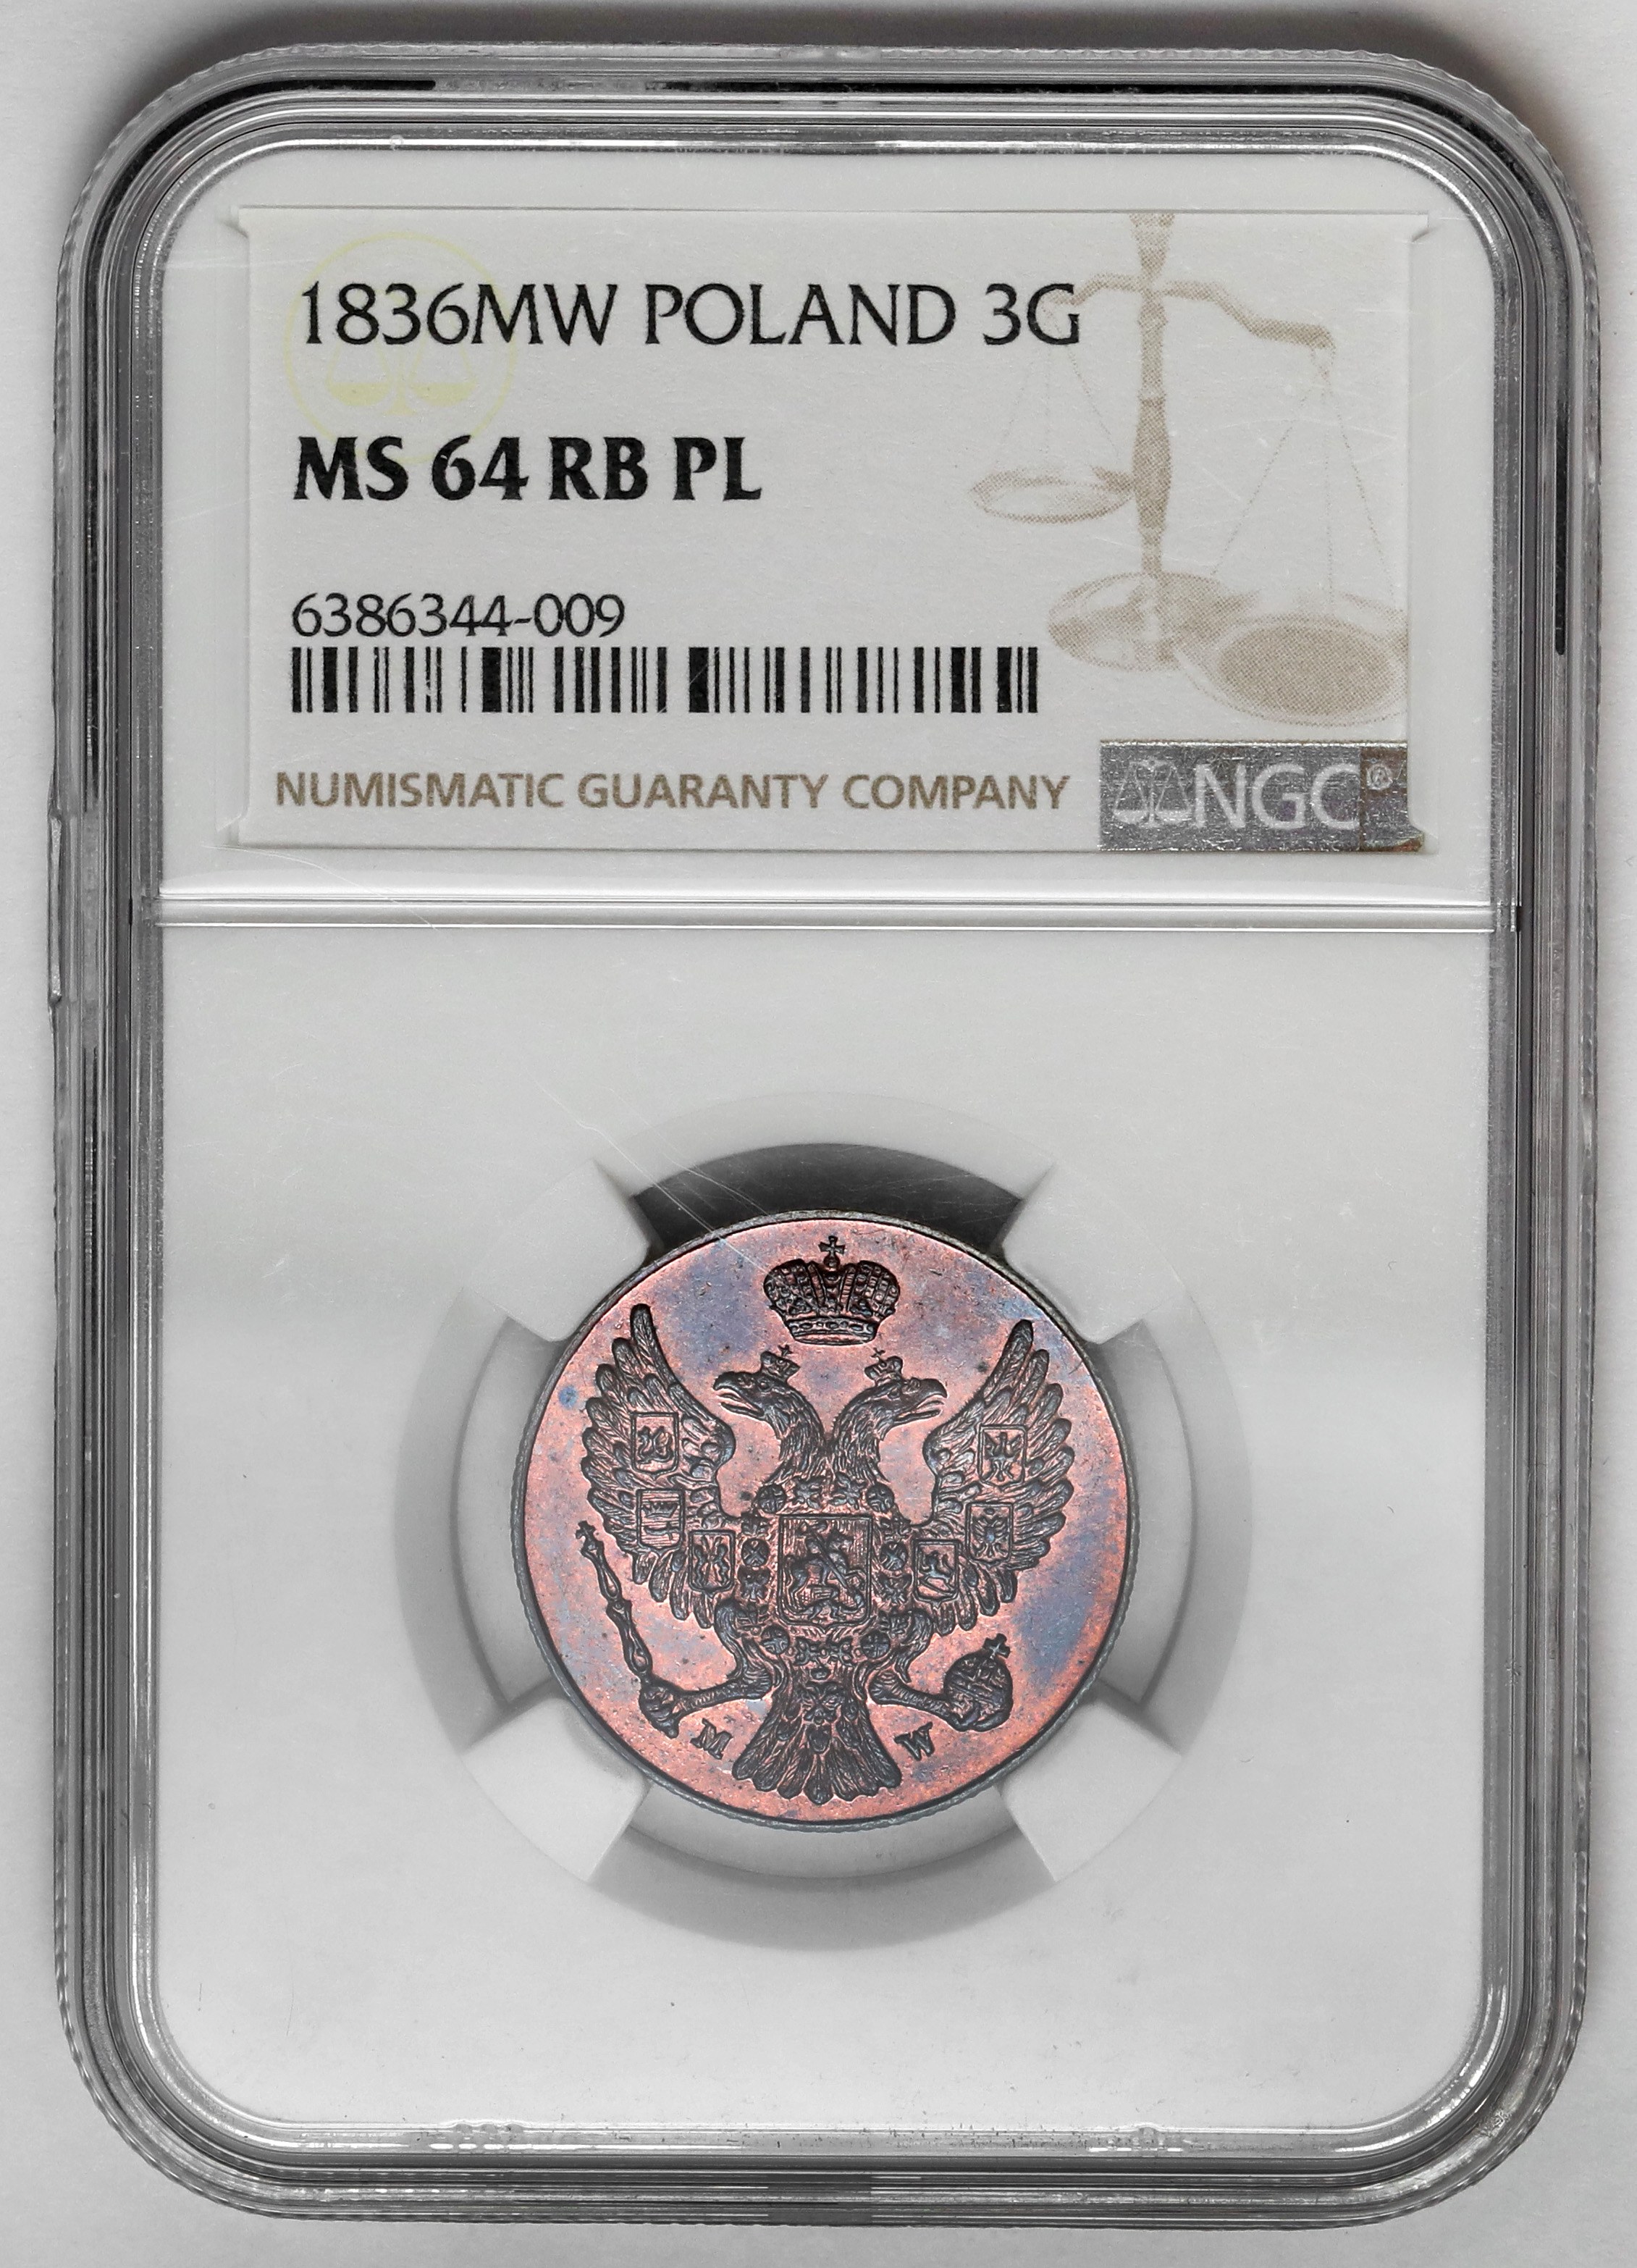 1836MW POLAND 3G
MS 64 RB PL
6386344-009
NUMISMATIC GUARANTY COMPANY NGC®
M W